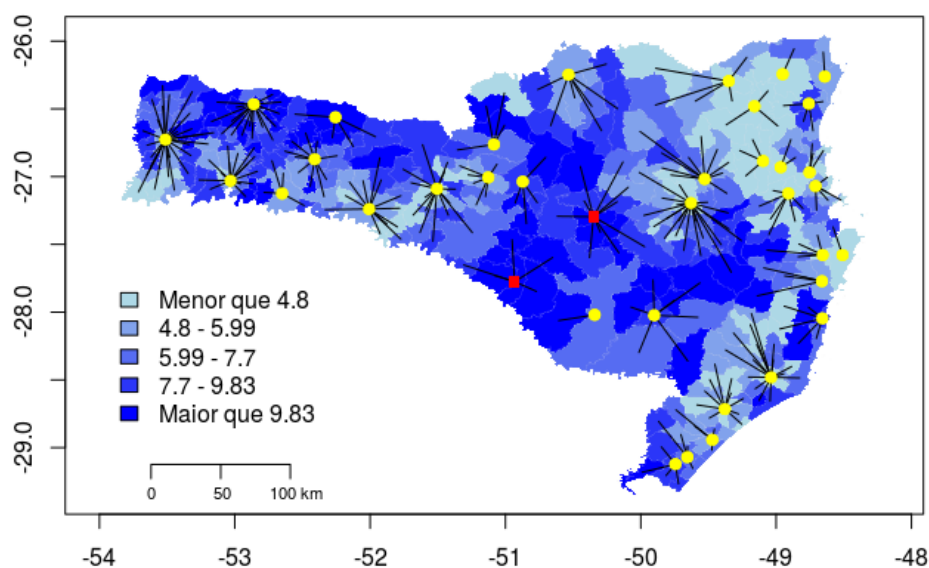 -26.0
-27.0
-28.0
-29.0
Menor que 4.8
4.8 - 5.99
5.99 - 7.7
7.7 - 9.83
Maior que 9.83
0 50 100 km
-54 -53 -52 -51 -50 -49 -48